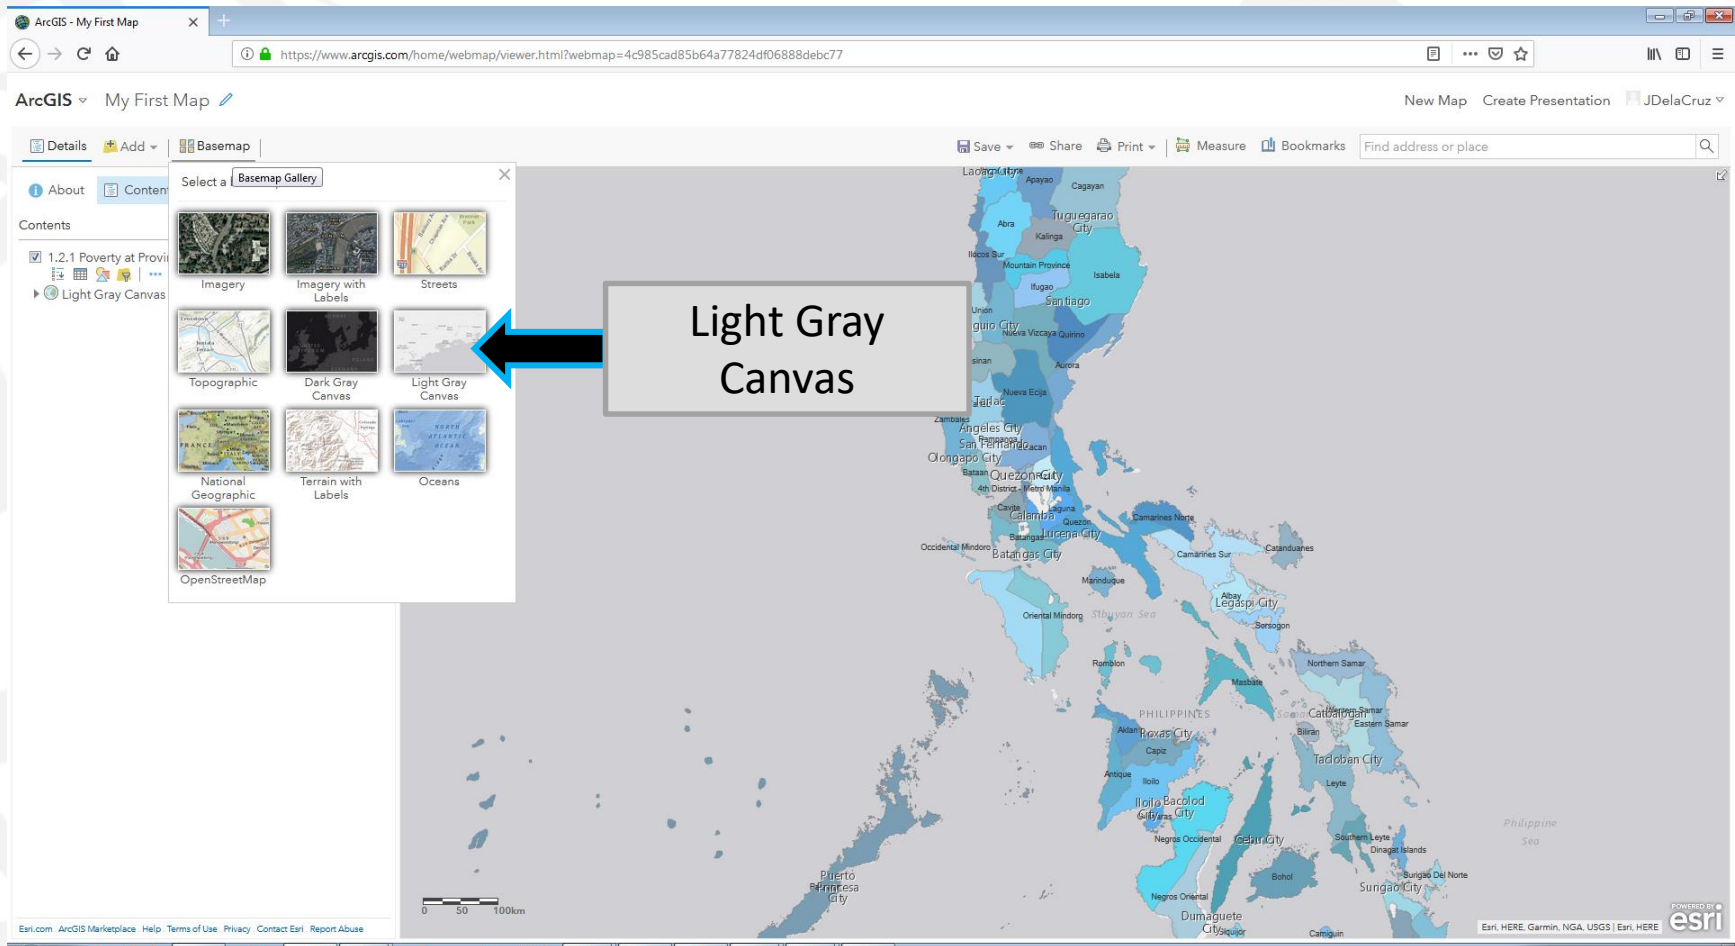 ArcGIS - My First Map
https://www.arcgis.com/home/webmap/viewer.html?webmap=4c985cad85b64a77824df06888debc77
ArcGIS My First Map
New Map Create Presentation JDelaCruz
Details Add Basemap
Save Share Print Measure Bookmarks Find address or place
About Conten
Select a
Basemap Gallery
Contents
1.2.1 Poverty at Provi
Light Gray Canvas
Imagery
Imagery with
Labels
Streets
Topographic
Dark Gray
Canvas
Light Gray
Canvas
National
Geographic
Terrain with
Labels
Oceans
OpenStreetMap
Light Gray
Canvas
Apayao
Cagayan
Abra
Tuguegarao
City
Kalinga
Ilocos Sur
Mountain Province
Isabela
Ifugao
Santiago
Union
guio City
Nueva Vizcaya
Quirino
sinan
Aurora
Nueva Ecija
Tarlac
Zambales
Angeles City
Pampanga
San Fernando
acan
Olongapo City
Bataan
Quezon City
4th District - Metro Manila
Cavite
Laguna
Calamba
Quezon
Batangas
Lucena City
Camarines Norte
Occidental Mindoro
Batangas City
Camarines Sur
Catanduanes
Marinduque
Albay
Legaspi City
Oriental Mindoro
Sibuyan Sea
Sorsogon
Romblon
Northern Samar
Masbate
PHILIPPINES
Catbalogan
Western Samar
Eastern Samar
Aklan
Roxas City
Biliran
Capiz
Tacloban City
Antique
Iloilo
Leyte
Iloilo
City
Bacolod
City
Negros Occidental
Cebu City
Southern Leyte
Dinagat Islands
Philippine
Sea
Puerto
Princesa
City
Bohol
Surigao Del Norte
Surigao City
Negros Oriental
Dumaguete
City
Siquijor
Camiguin
0 50 100km
Esri.com ArcGIS Marketplace Help Terms of Use Privacy Contact Esri Report Abuse
Esri, HERE, Garmin, NGA, USGS | Esri, HERE
POWERED BY
esri